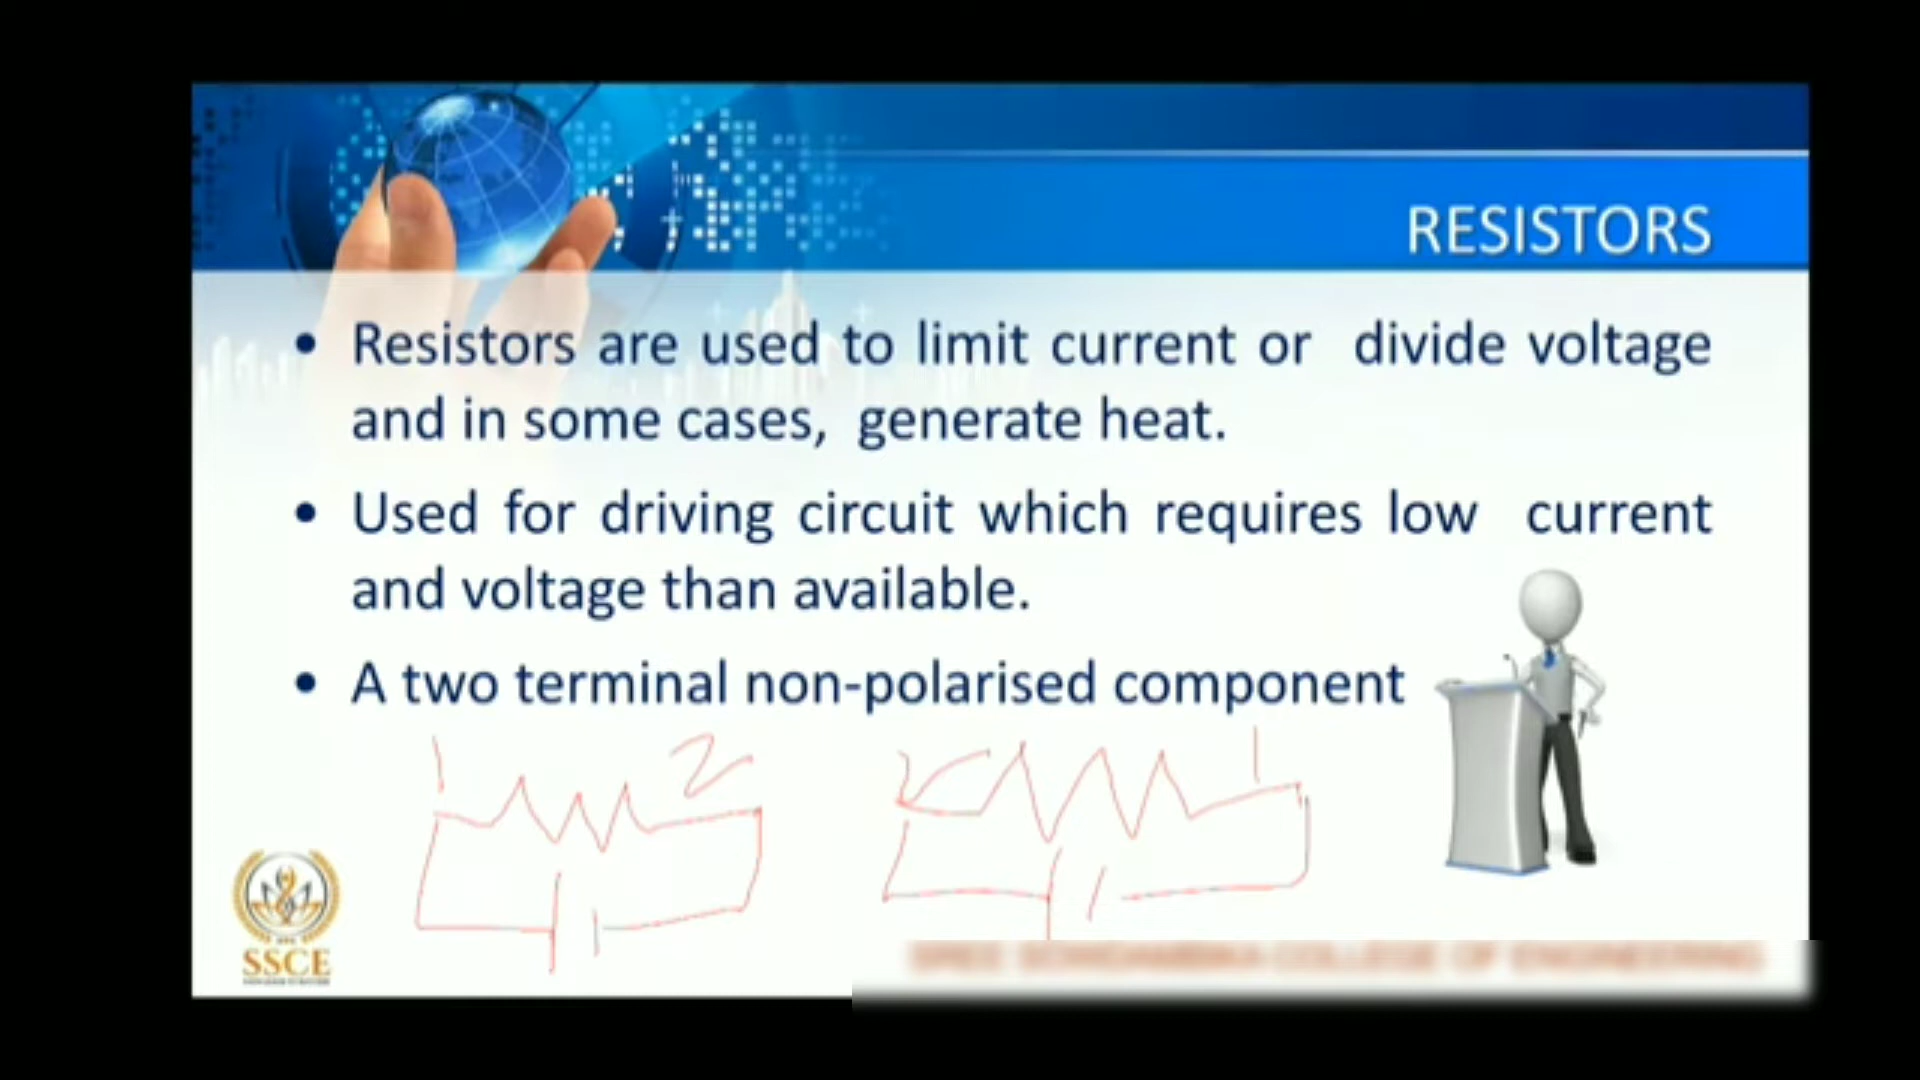 RESISTORS
• Resistors are used to limit current or divide voltage
and in some cases, generate heat.
• Used for driving circuit which requires low current
and voltage than available.
• A two terminal non-polarised component
1 2 2 1
SSCE